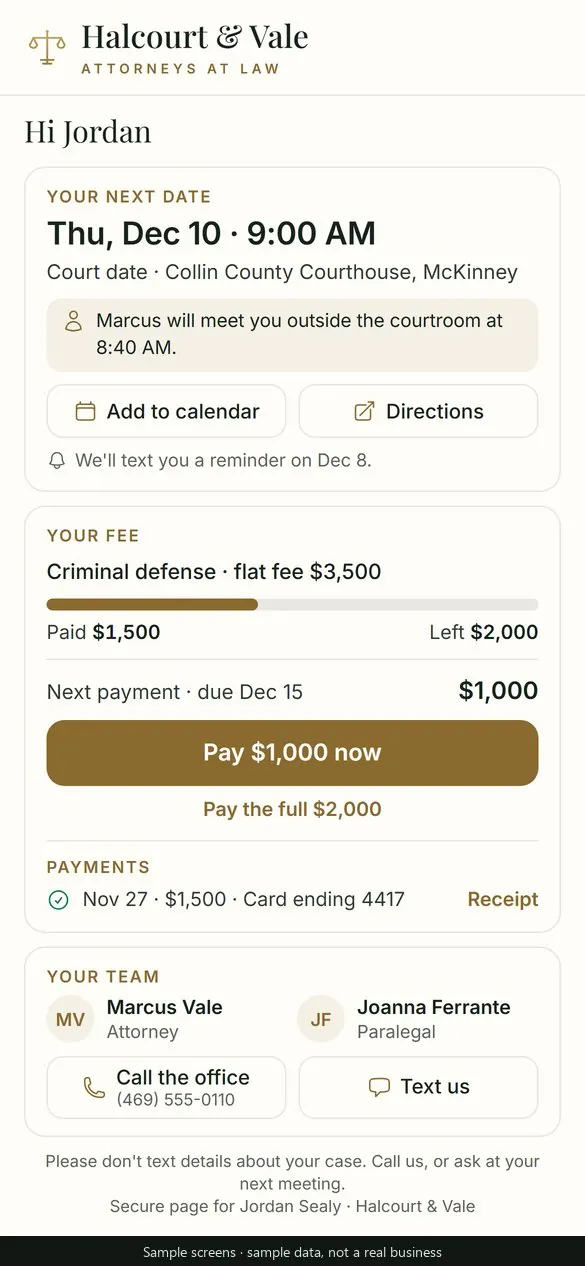 Halcourt & Vale
ATTORNEYS AT LAW
Hi Jordan
YOUR NEXT DATE
Thu, Dec 10 · 9:00 AM
Court date · Collin County Courthouse, McKinney
Marcus will meet you outside the courtroom at
8:40 AM.
Add to calendar
Directions
We'll text you a reminder on Dec 8.
YOUR FEE
Criminal defense · flat fee $3,500
Paid $1,500
Left $2,000
Next payment · due Dec 15
$1,000
Pay $1,000 now
Pay the full $2,000
PAYMENTS
Nov 27 · $1,500 · Card ending 4417
Receipt
YOUR TEAM
MV
Marcus Vale
Attorney
JF
Joanna Ferrante
Paralegal
Call the office
(469) 555-0110
Text us
Please don't text details about your case. Call us, or ask at your
next meeting.
Secure page for Jordan Sealy · Halcourt & Vale
Sample screens · sample data, not a real business